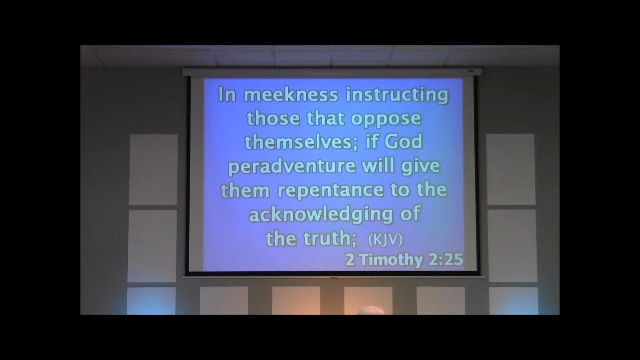 In meekness instructing
those that oppose
themselves; if God
peradventure will give
them repentance to the
acknowledging of
the truth; (KJV)
2 Timothy 2:25